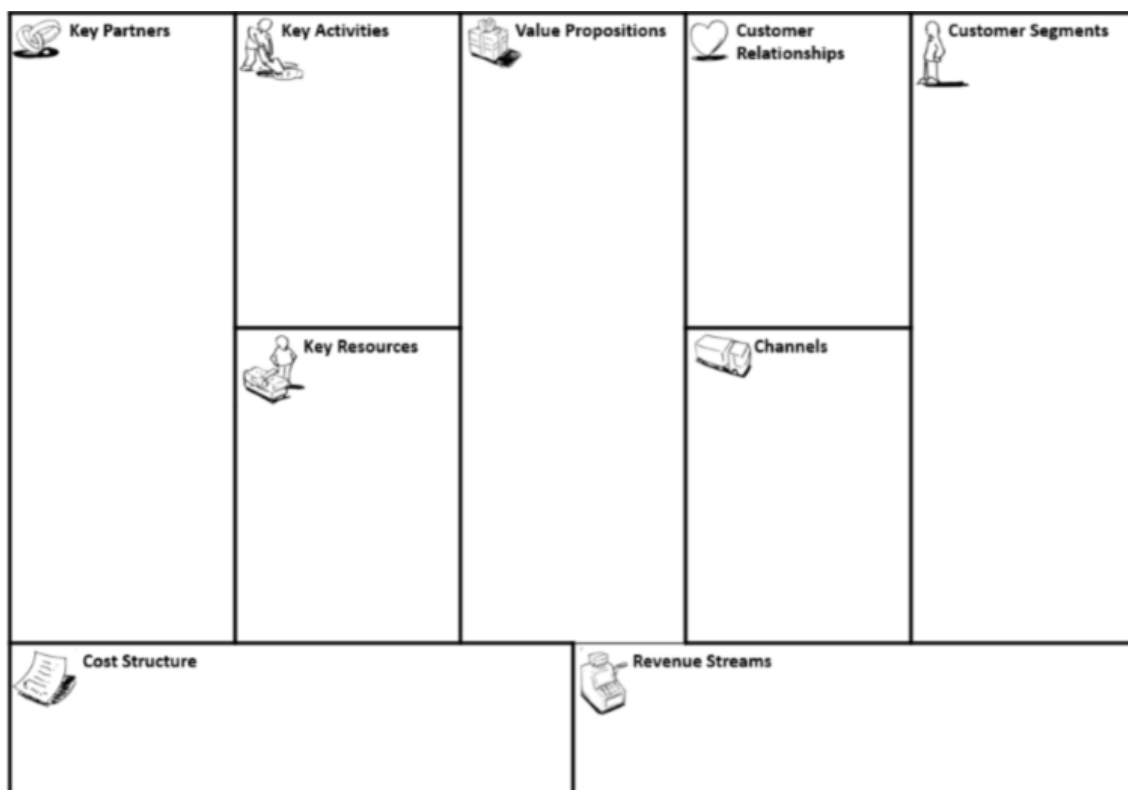 Key Partners
Key Activities
Value Propositions
Customer
Relationships
Customer Segments
Key Resources
Channels
Cost Structure
Revenue Streams